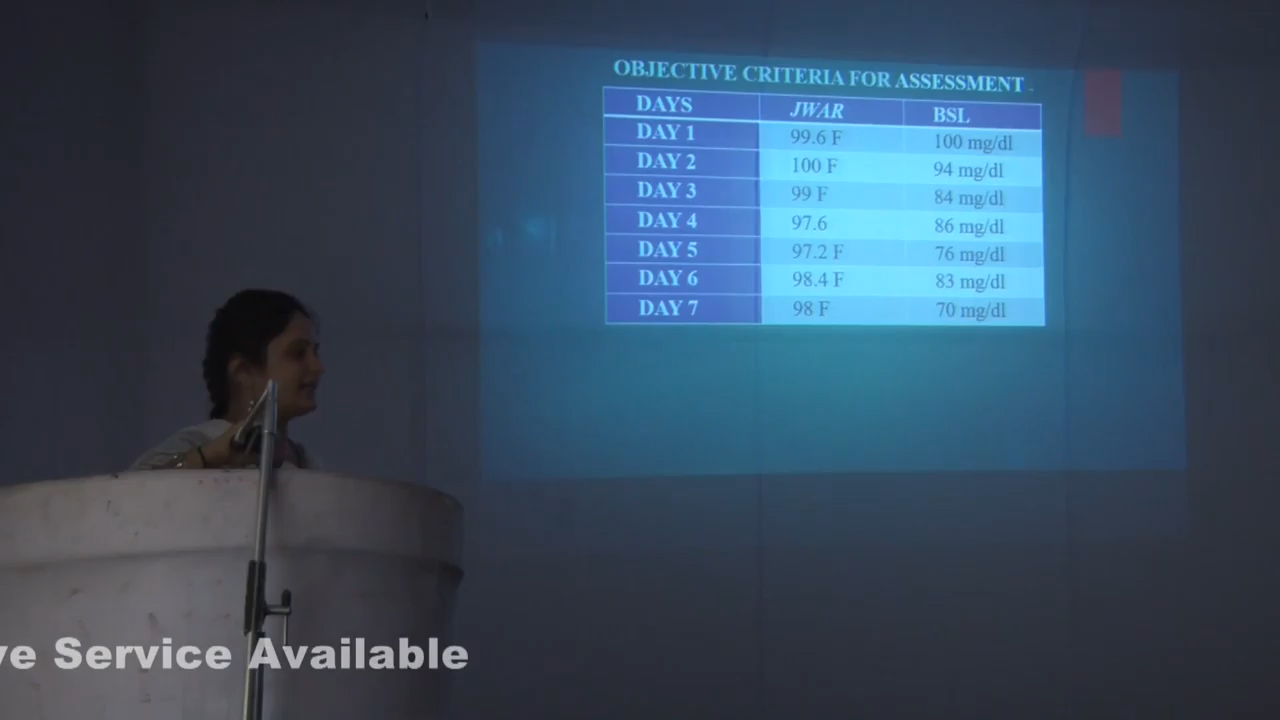 OBJECTIVE CRITERIA FOR ASSESSMENT
DAYS JWAR BSL
DAY 1 99.6 F 100 mg/dl
DAY 2 100 F 94 mg/dl
DAY 3 99 F 84 mg/dl
DAY 4 97.6 86 mg/dl
DAY 5 97.2 F 76 mg/dl
DAY 6 98.4 F 83 mg/dl
DAY 7 98 F 70 mg/dl
Service Available